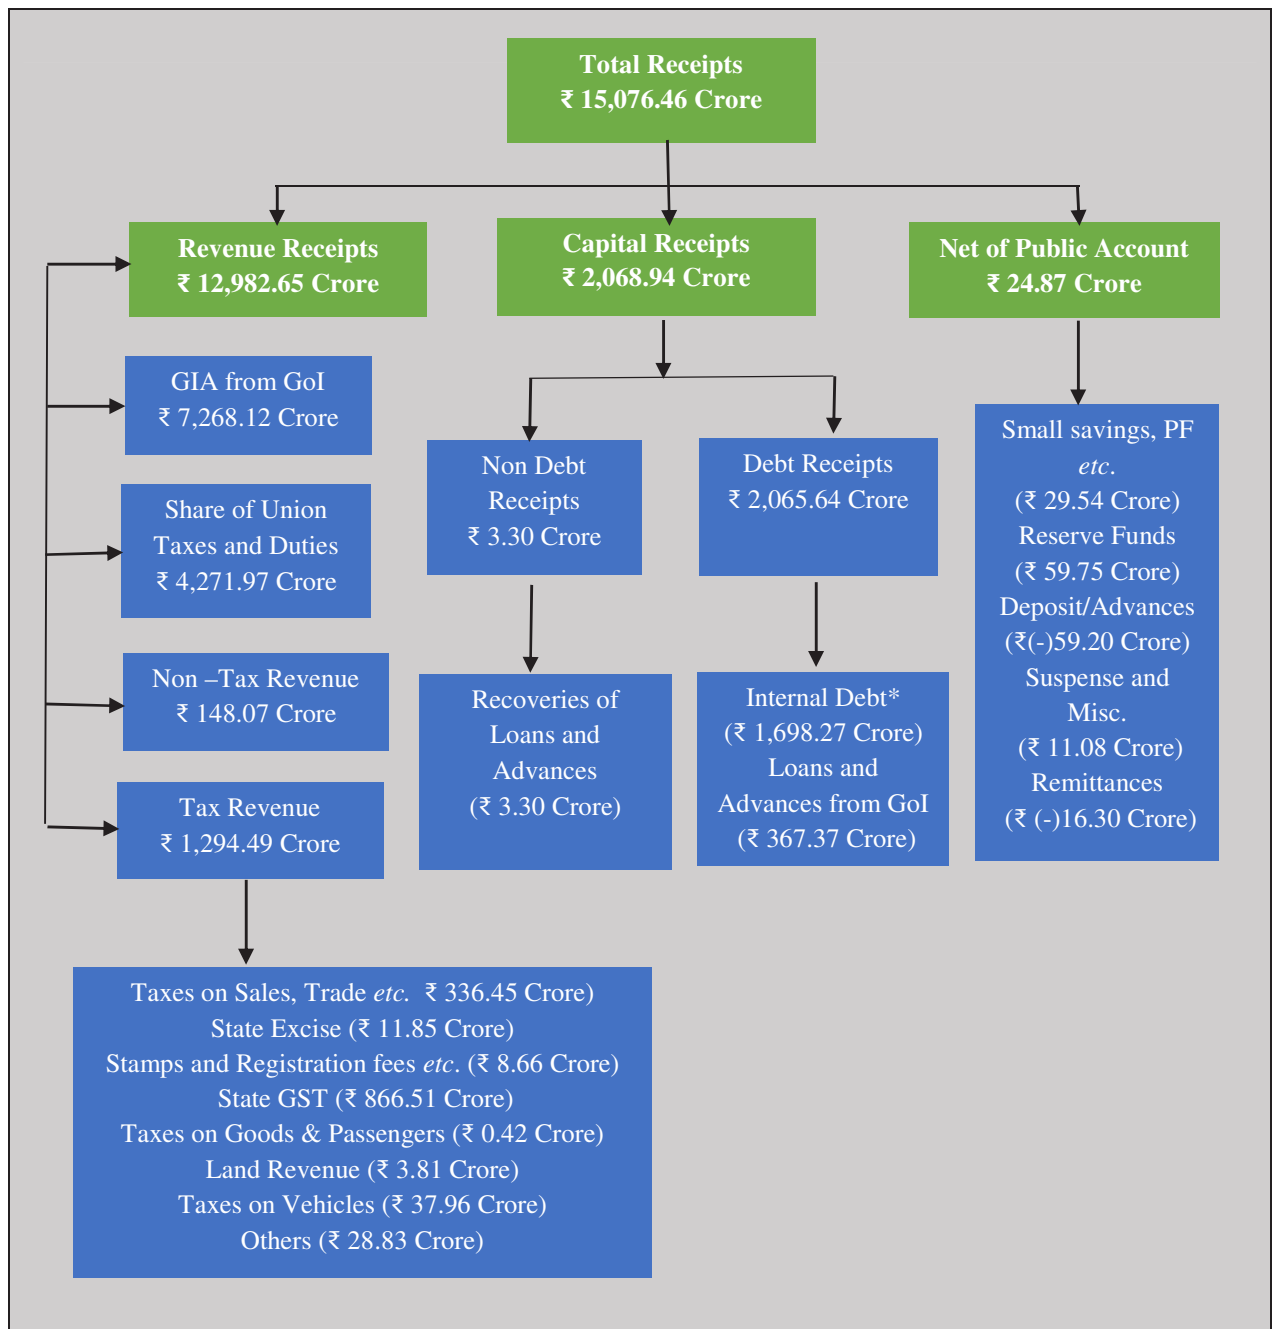 Total Receipts
₹ 15,076.46 Crore
Revenue Receipts
₹ 12,982.65 Crore
Capital Receipts
₹ 2,068.94 Crore
Net of Public Account
₹ 24.87 Crore
GIA from GoI
₹ 7,268.12 Crore
Share of Union
Taxes and Duties
₹ 4,271.97 Crore
Non –Tax Revenue
₹ 148.07 Crore
Tax Revenue
₹ 1,294.49 Crore
Non Debt
Receipts
₹ 3.30 Crore
Debt Receipts
₹ 2,065.64 Crore
Recoveries of
Loans and
Advances
(₹ 3.30 Crore)
Internal Debt*
(₹ 1,698.27 Crore)
Loans and
Advances from GoI
(₹ 367.37 Crore)
Small savings, PF
etc.
(₹ 29.54 Crore)
Reserve Funds
(₹ 59.75 Crore)
Deposit/Advances
(₹(-)59.20 Crore)
Suspense and
Misc.
(₹ 11.08 Crore)
Remittances
(₹ (-)16.30 Crore)
Taxes on Sales, Trade etc. ₹ 336.45 Crore)
State Excise (₹ 11.85 Crore)
Stamps and Registration fees etc. (₹ 8.66 Crore)
State GST (₹ 866.51 Crore)
Taxes on Goods & Passengers (₹ 0.42 Crore)
Land Revenue (₹ 3.81 Crore)
Taxes on Vehicles (₹ 37.96 Crore)
Others (₹ 28.83 Crore)